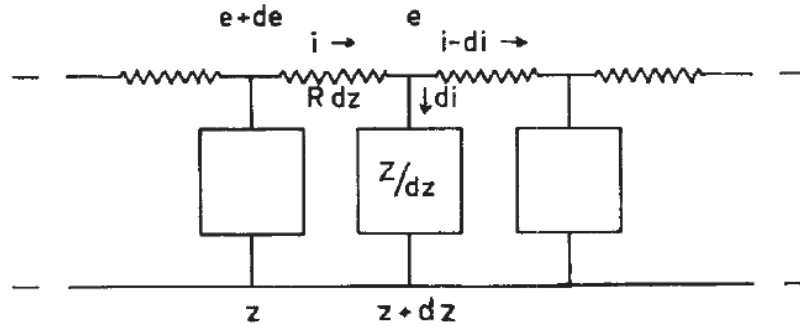 e+de e
i → i-di →
R dz ↓di
Z/dz
z z+dz